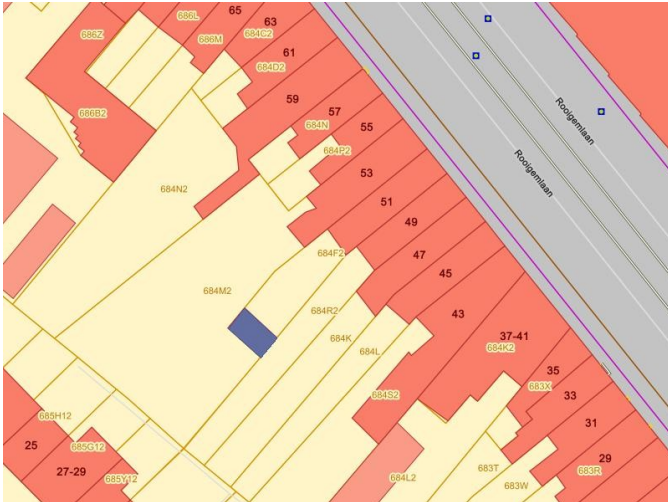 686L
65
63
686Z
686M
684C2
61
684D2
59
57
684N
55
686B2
684P2
53
Rooigemlaan
Rooigemlaan
684N2
51
49
684F2
47
45
684M2
684R2
43
684K
37-41
684K2
684L
35
683X
33
684S2
31
685H12
25
685G12
29
27-29
683T
683R
685Y12
684L2
683W